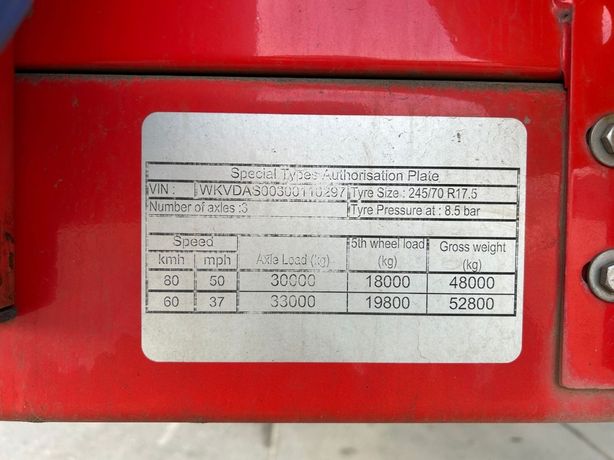 Special Types Authorisation Plate
VIN : WKVDAS00300110297 Tyre Size : 245/70 R17.5
Number of axles :3 Tyre Pressure at : 8.5 bar
Speed Axle Load (kg) 5th wheel load (kg) Gross weight (kg)
kmh mph
80 50 30000 18000 48000
60 37 33000 19800 52800